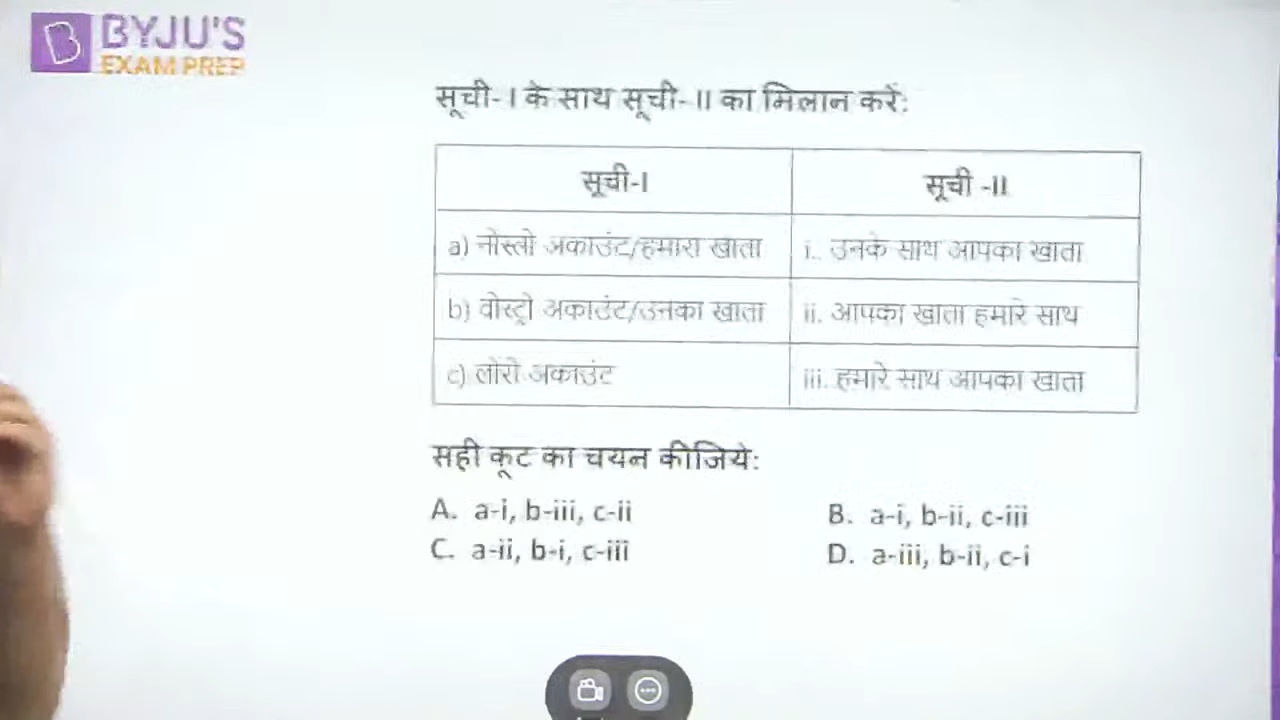 BYJU'S
EXAM PREP
सूची- I के साथ सूची- II का मिलान करें:
सूची-I
सूची -II
a) नोस्त्रो अकाउंट/हमारा खाता
i.. उनके साथ आपका खाता
b) वोस्ट्रो अकाउंट/उनका खाता
ii. आपका खाता हमारे साथ
c) लोरो अकाउंट
iii. हमारे साथ आपका खाता
सही कूट का चयन कीजिये:
A. a-i, b-iii, c-ii
B. a-i, b-ii, c-iii
C. a-ii, b-i, c-iii
D. a-iii, b-ii, c-i